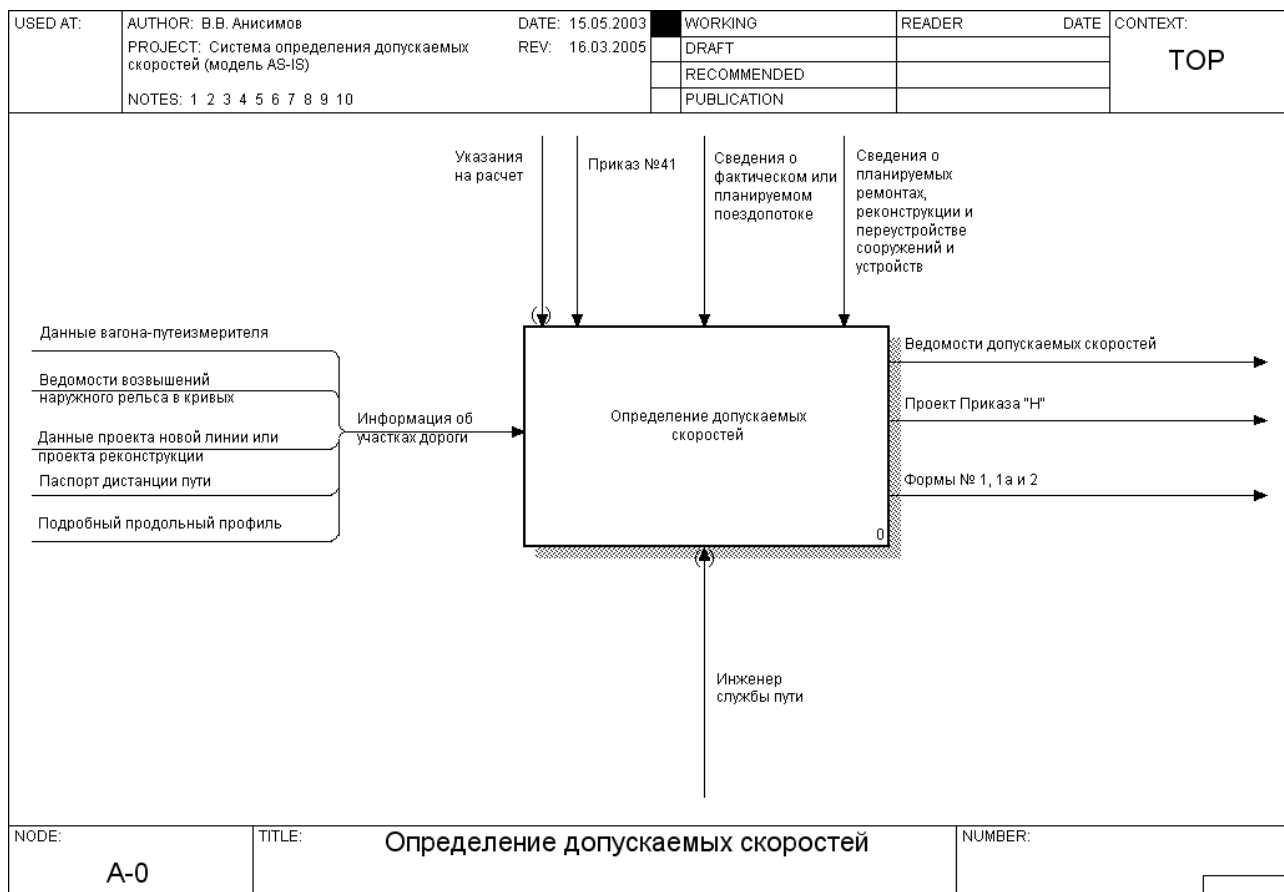 USED AT:
AUTHOR: В.В. Анисимов
DATE: 15.05.2003
PROJECT: Система определения допускаемых
скоростей (модель AS-IS)
REV: 16.03.2005
NOTES: 1 2 3 4 5 6 7 8 9 10
WORKING
DRAFT
RECOMMENDED
PUBLICATION
READER
DATE
CONTEXT:
TOP
Указания
на расчет
Приказ №41
Сведения о
фактическом или
планируемом
поездопотоке
Сведения о
планируемых
ремонтах,
реконструкции и
переустройстве
сооружений и
устройств
Данные вагона-путеизмерителя
Ведомости возвышений
наружного рельса в кривых
Данные проекта новой линии или
проекта реконструкции
Паспорт дистанции пути
Подробный продольный профиль
Информация об
участках дороги
Определение допускаемых
скоростей
0
Ведомости допускаемых скоростей
Проект Приказа "Н"
Формы № 1, 1а и 2
Инженер
службы пути
NODE:
A-0
TITLE:
Определение допускаемых скоростей
NUMBER: